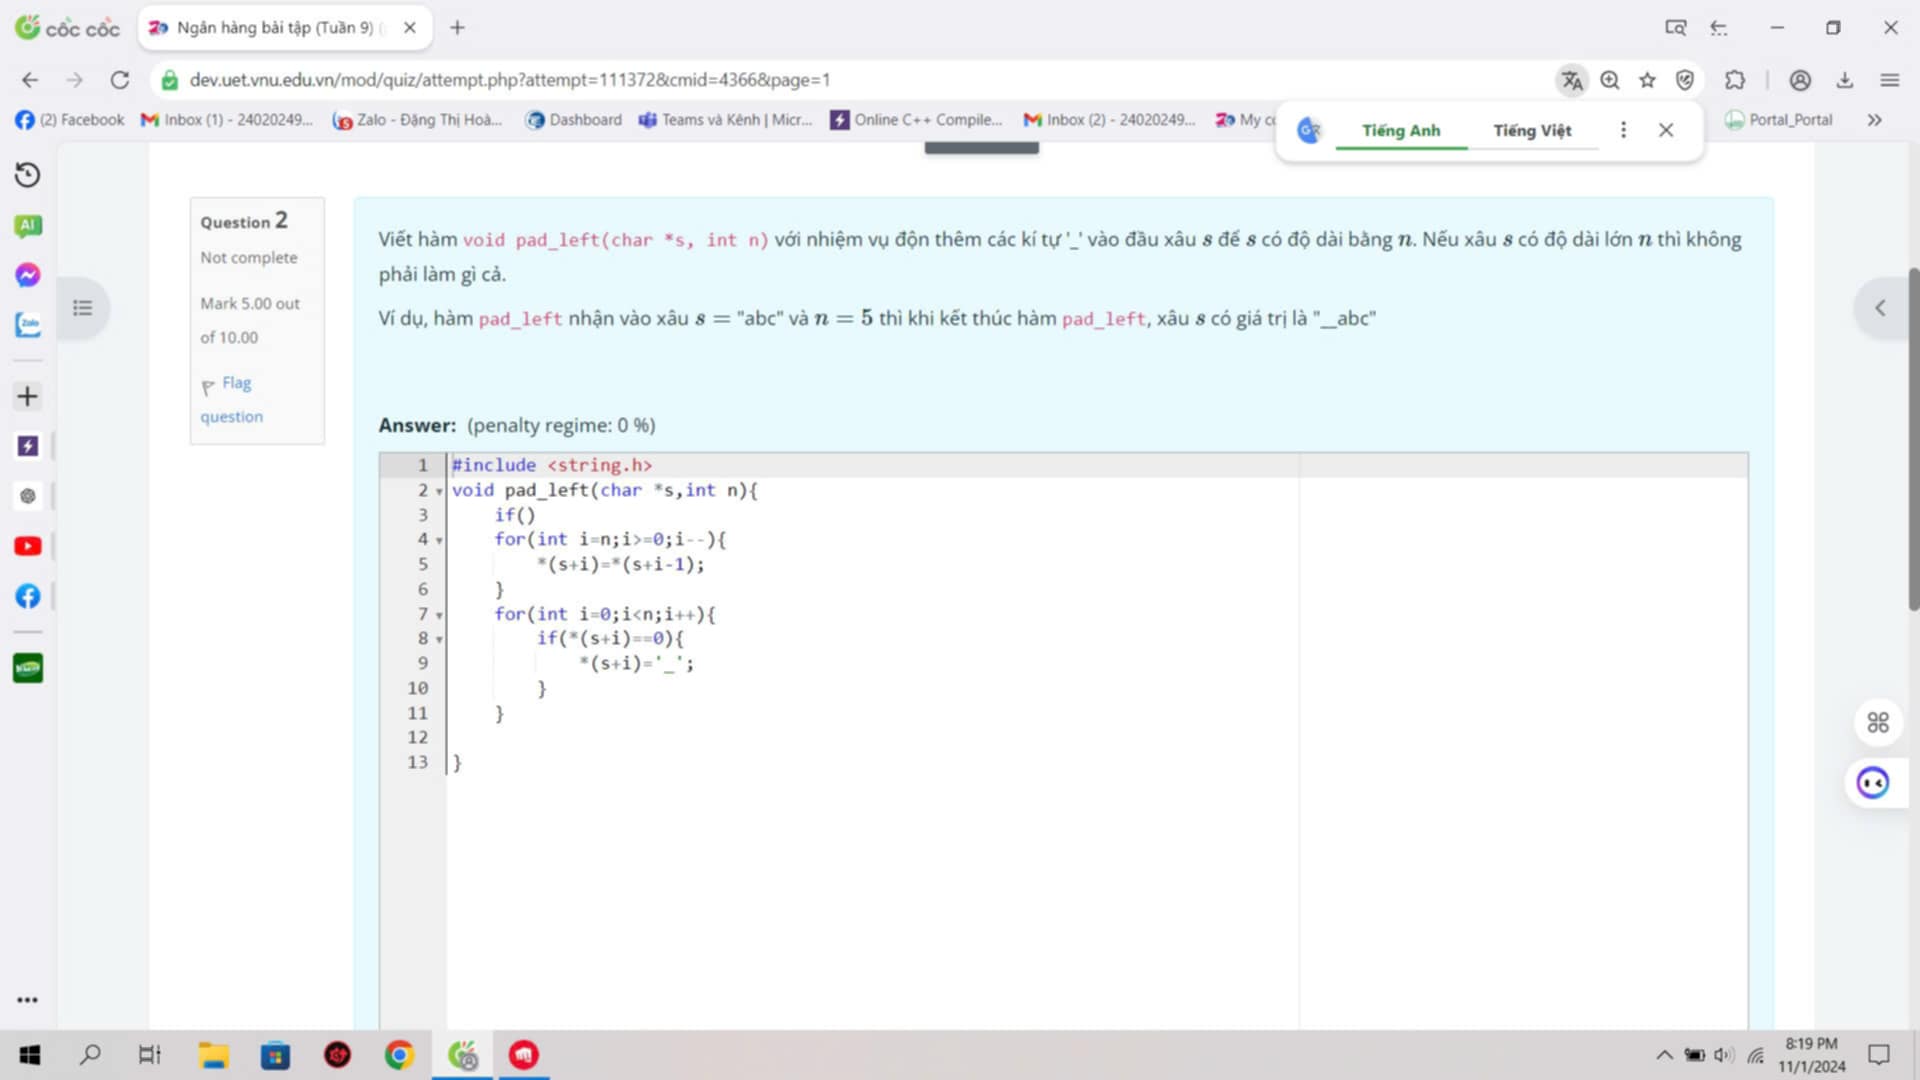 cốc cốc
Ngân hàng bài tập (Tuần 9) (
dev.uet.vnu.edu.vn/mod/quiz/attempt.php?attempt=111372&cmid=4366&page=1
(2) Facebook
Inbox (1) - 24020249...
Zalo - Đặng Thị Hoà...
Dashboard
Teams và Kênh | Micr...
Online C++ Compile...
Inbox (2) - 24020249...
My co
Tiếng Anh
Tiếng Việt
Portal_Portal
AI
Zalo
Question 2
Not complete
Mark 5.00 out
of 10.00
Flag
question
Viết hàm void pad_left(char *s, int n) với nhiệm vụ độn thêm các kí tự '_' vào đầu xâu s để s có độ dài bằng n. Nếu xâu s có độ dài lớn n thì không
phải làm gì cả.
Ví dụ, hàm pad_left nhận vào xâu s = "abc" và n = 5 thì khi kết thúc hàm pad_left, xâu s có giá trị là "__abc"
Answer: (penalty regime: 0 %)
1 #include <string.h>
2 void pad_left(char *s,int n){
3 if()
4 for(int i=n;i>=0;i--){
5 *(s+i)=*(s+i-1);
6 }
7 for(int i=0;i<n;i++){
8 if(*(s+i)==0){
9 *(s+i)='_';
10 }
11 }
12
13 }
8:19 PM
11/1/2024